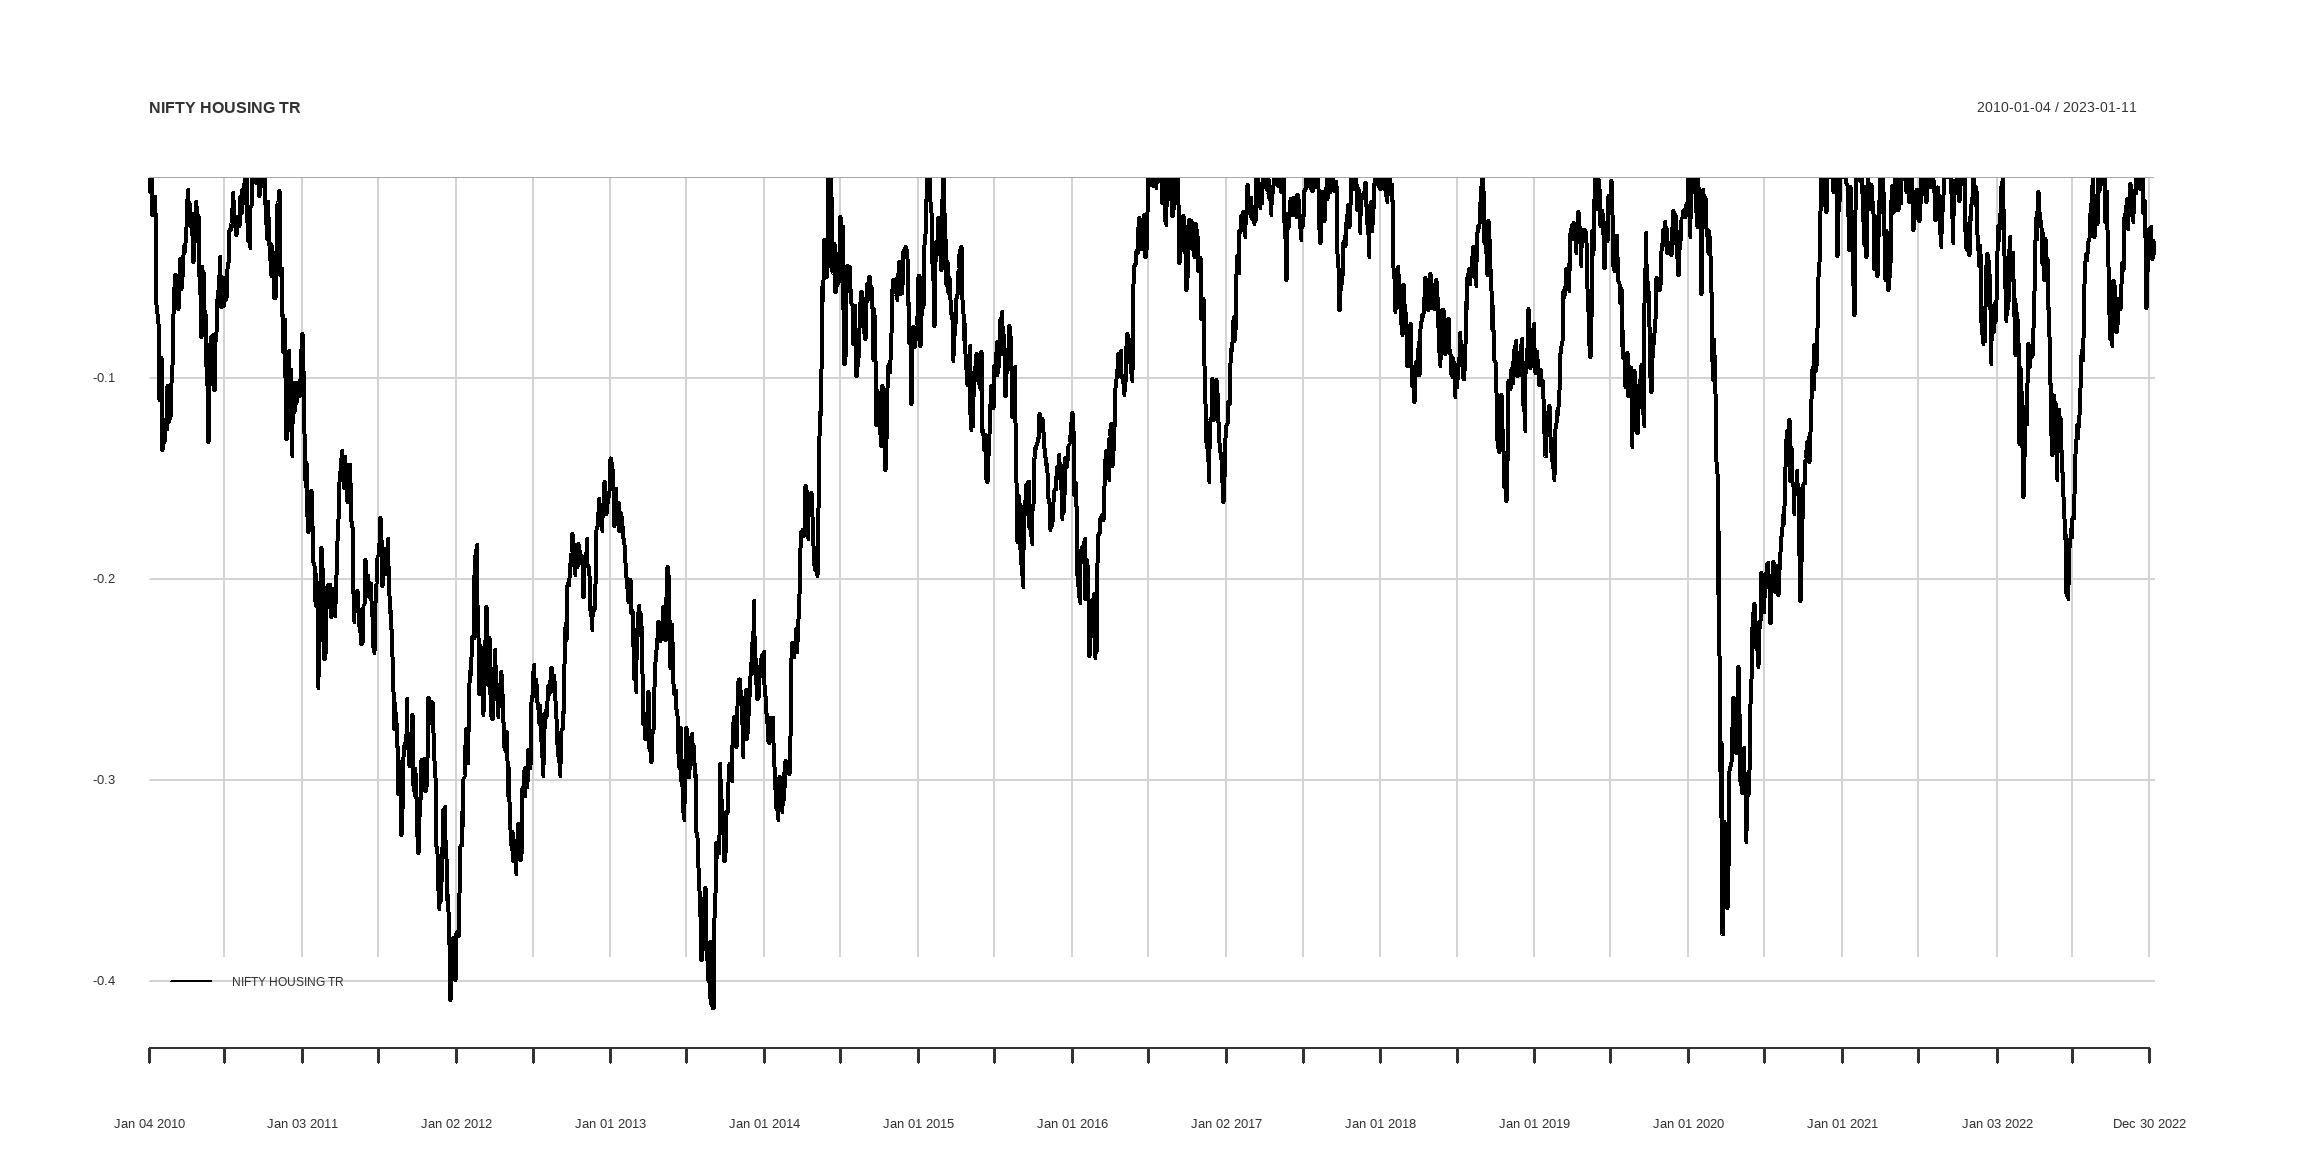 NIFTY HOUSING TR
2010-01-04 / 2023-01-11
-0.1
-0.2
-0.3
-0.4
NIFTY HOUSING TR
Jan 04 2010
Jan 03 2011
Jan 02 2012
Jan 01 2013
Jan 01 2014
Jan 01 2015
Jan 01 2016
Jan 02 2017
Jan 01 2018
Jan 01 2019
Jan 01 2020
Jan 01 2021
Jan 03 2022
Dec 30 2022